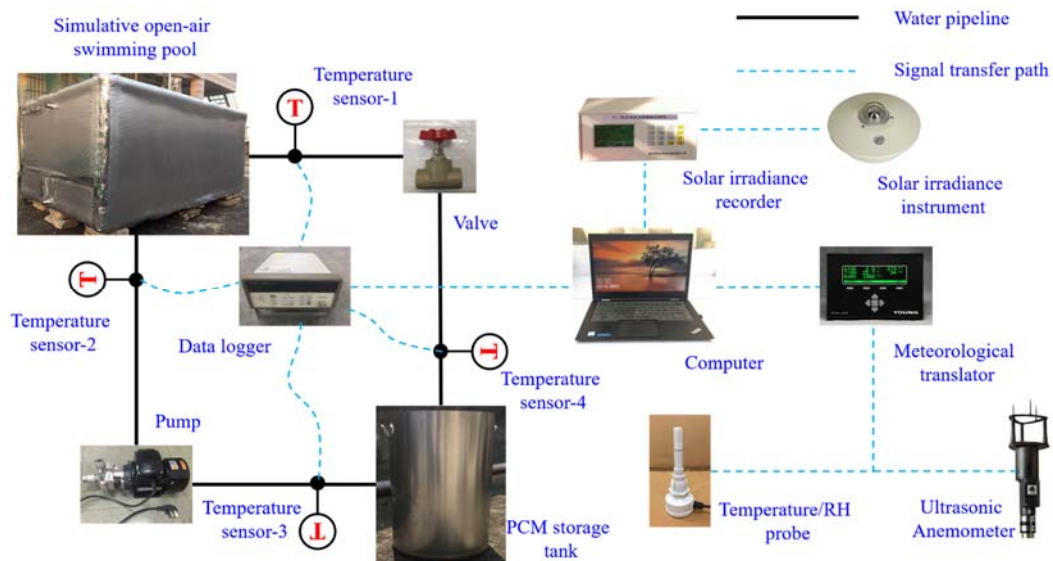 Simulative open-air
swimming pool
Temperature
sensor-1
T
Valve
T
Temperature
sensor-2
Data logger
T
Temperature
sensor-4
Pump
Temperature
sensor-3
T
PCM storage
tank
Water pipeline
Signal transfer path
Solar irradiance
recorder
Solar irradiance
instrument
Computer
YOUNG
Meteorological
translator
Temperature/RH
probe
Ultrasonic
Anemometer